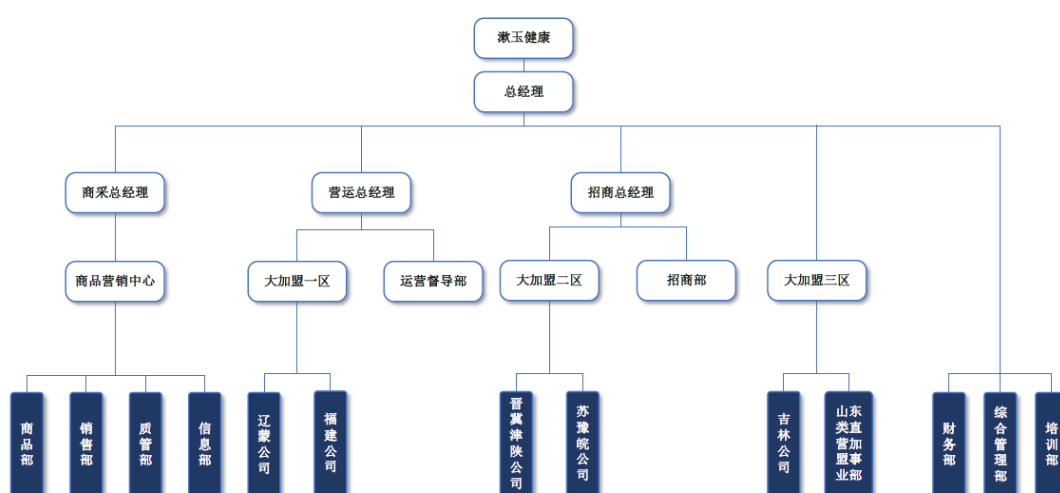 漱玉健康
总经理
商采总经理
营运总经理
招商总经理
商品营销中心
大加盟一区
运营督导部
大加盟二区
招商部
大加盟三区
商品部
销售部
质管部
信息部
辽蒙公司
福建公司
晋冀津陕公司
苏豫皖公司
吉林公司
山东类直营加盟事业部
财务部
综合管理部
培训部